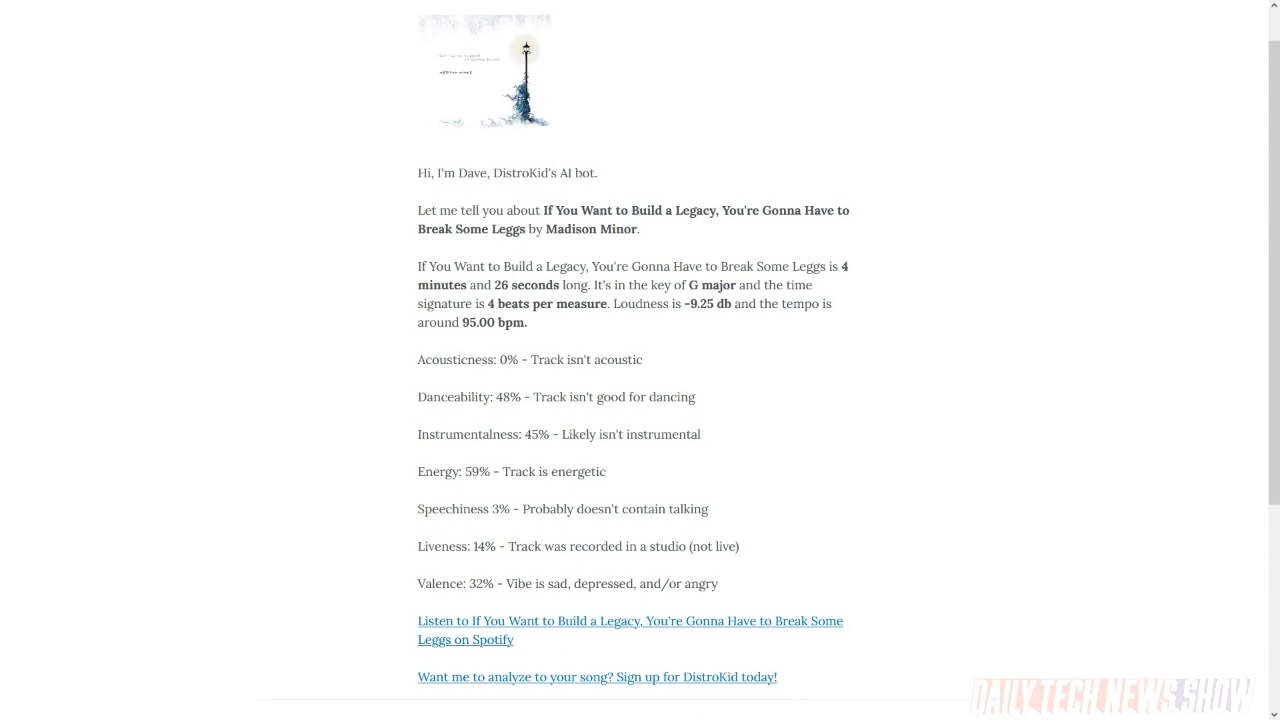 Hi, I'm Dave, DistroKid's AI bot.
Let me tell you about If You Want to Build a Legacy, You're Gonna Have to
Break Some Leggs by Madison Minor.
If You Want to Build a Legacy, You're Gonna Have to Break Some Leggs is 4
minutes and 26 seconds long. It's in the key of G major and the time
signature is 4 beats per measure. Loudness is -9.25 db and the tempo is
around 95.00 bpm.
Acousticness: 0% - Track isn't acoustic
Danceability: 48% - Track isn't good for dancing
Instrumentalness: 45% - Likely isn't instrumental
Energy: 59% - Track is energetic
Speechiness 3% - Probably doesn't contain talking
Liveness: 14% - Track was recorded in a studio (not live)
Valence: 32% - Vibe is sad, depressed, and/or angry
Listen to If You Want to Build a Legacy, You're Gonna Have to Break Some
Leggs on Spotify
Want me to analyze to your song? Sign up for DistroKid today!
DAILY TECH NEWS SHOW